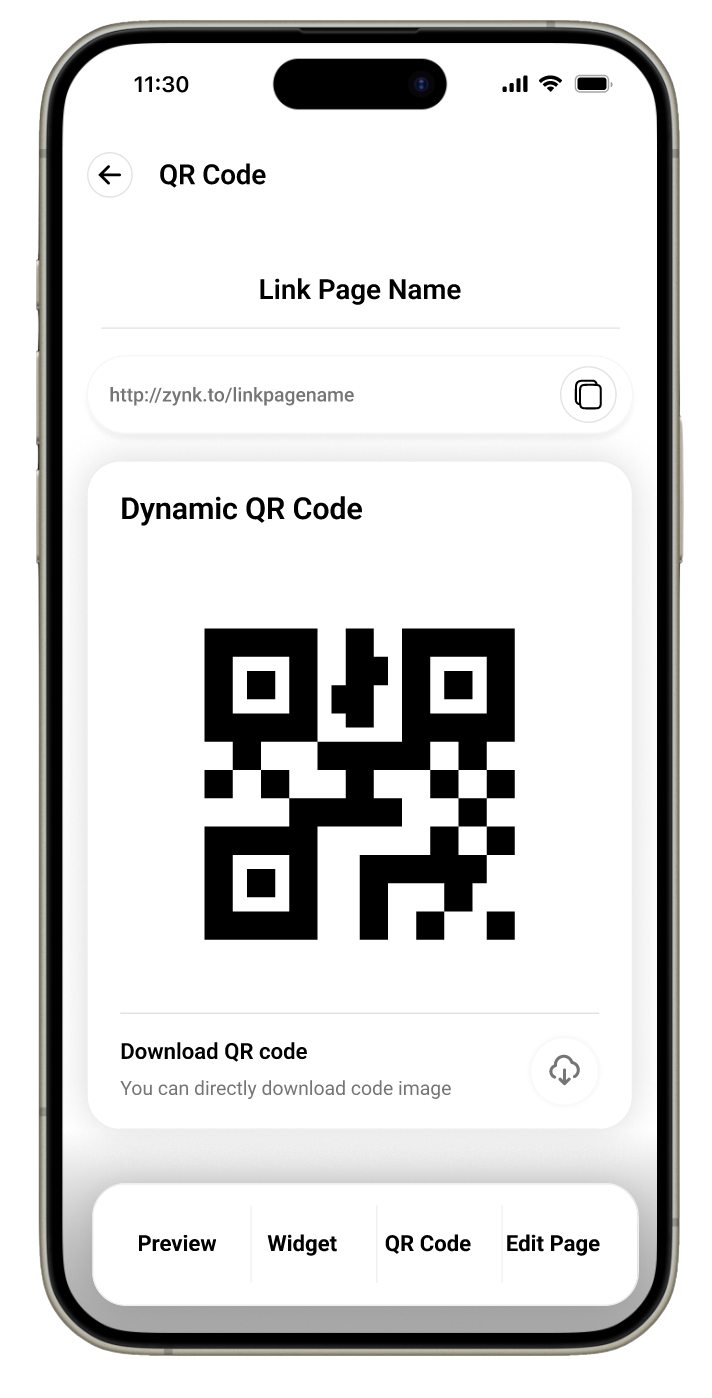 11:30
QR Code
Link Page Name
http://zynk.to/linkpagename
Dynamic QR Code
Download QR code
You can directly download code image
Preview Widget QR Code Edit Page